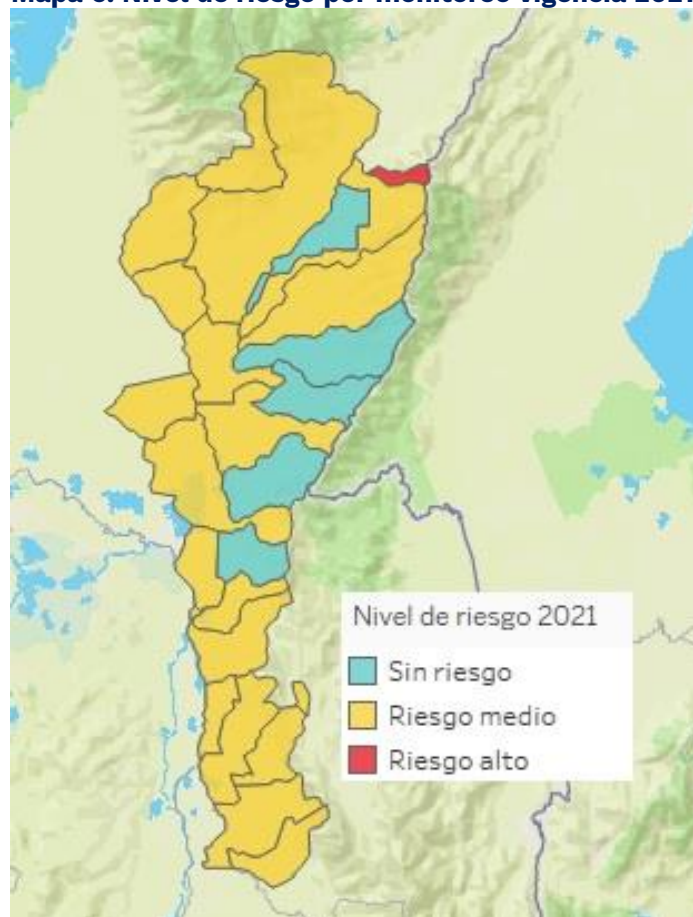 Mapa 6. Nivel de riesgo por monitoreo vigencia 2021
Nivel de riesgo 2021
Sin riesgo
Riesgo medio
Riesgo alto